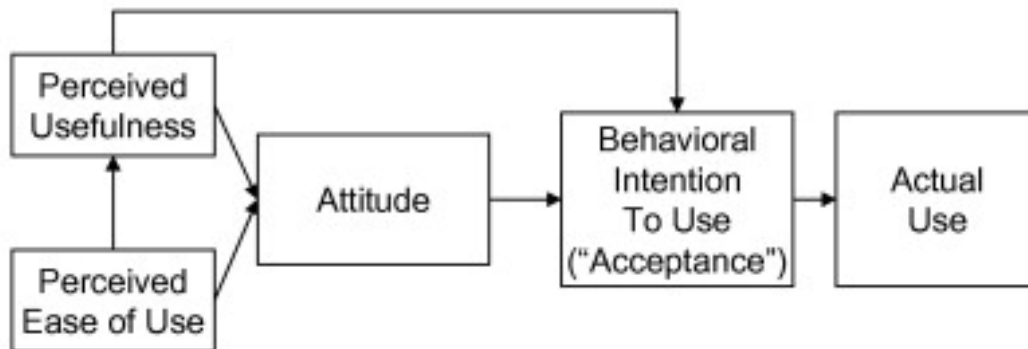 Perceived
Usefulness
Perceived
Ease of Use
Attitude
Behavioral
Intention
To Use
(“Acceptance”)
Actual
Use